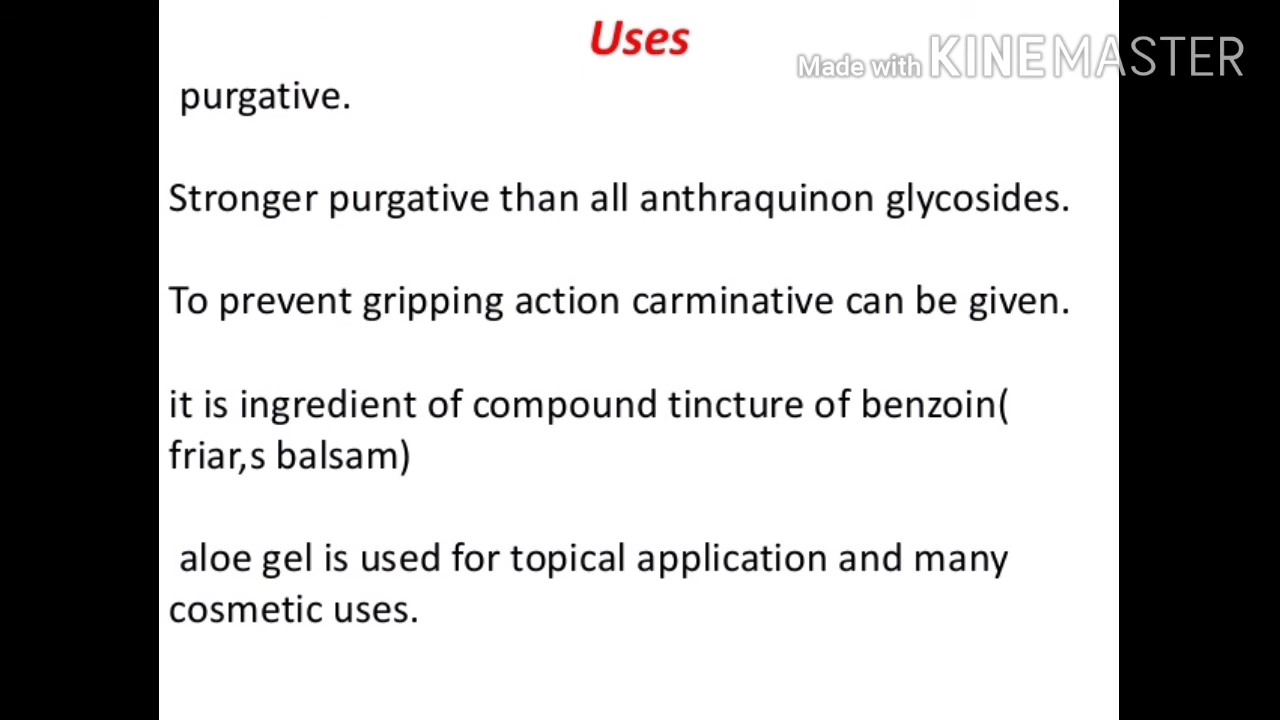 Uses
Made with KINEMASTER
purgative.
Stronger purgative than all anthraquinon glycosides.
To prevent gripping action carminative can be given.
it is ingredient of compound tincture of benzoin(
friar,s balsam)
aloe gel is used for topical application and many
cosmetic uses.